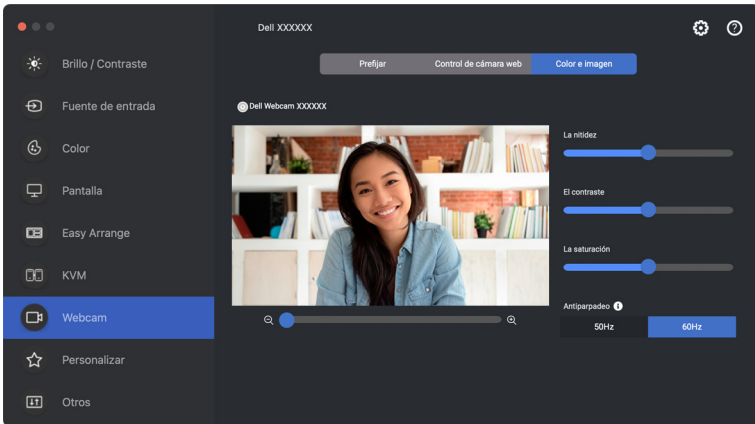 Dell XXXXXX
Brillo / Contraste
Fuente de entrada
Color
Pantalla
Easy Arrange
KVM
Webcam
Personalizar
Otros
Prefijar
Control de cámara web
Color e imagen
Dell Webcam XXXXXX
La nitidez
El contraste
La saturación
Antiparpadeo
50Hz
60Hz